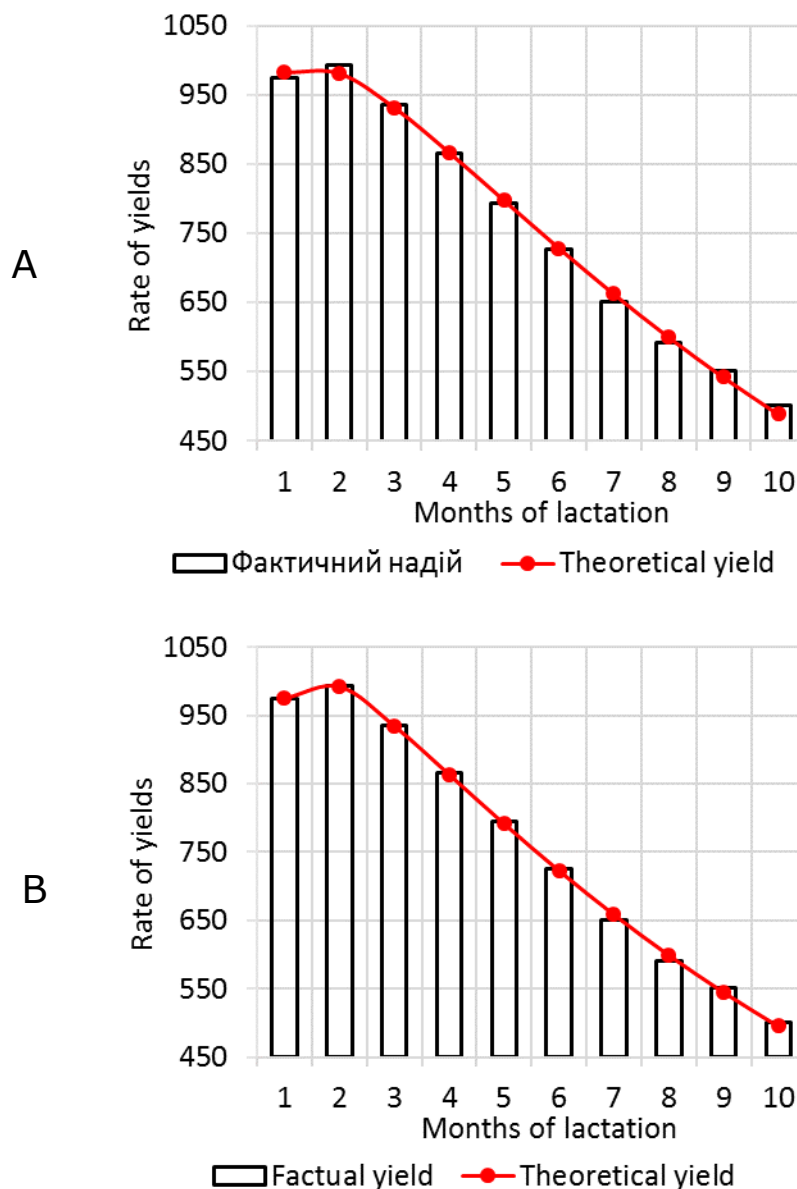 A
Rate of yields
1050
950
850
750
650
550
450
1 2 3 4 5 6 7 8 9 10
Months of lactation
Фактичний надій Theoretical yield
B
Rate of yields
1050
950
850
750
650
550
450
1 2 3 4 5 6 7 8 9 10
Months of lactation
Factual yield Theoretical yield